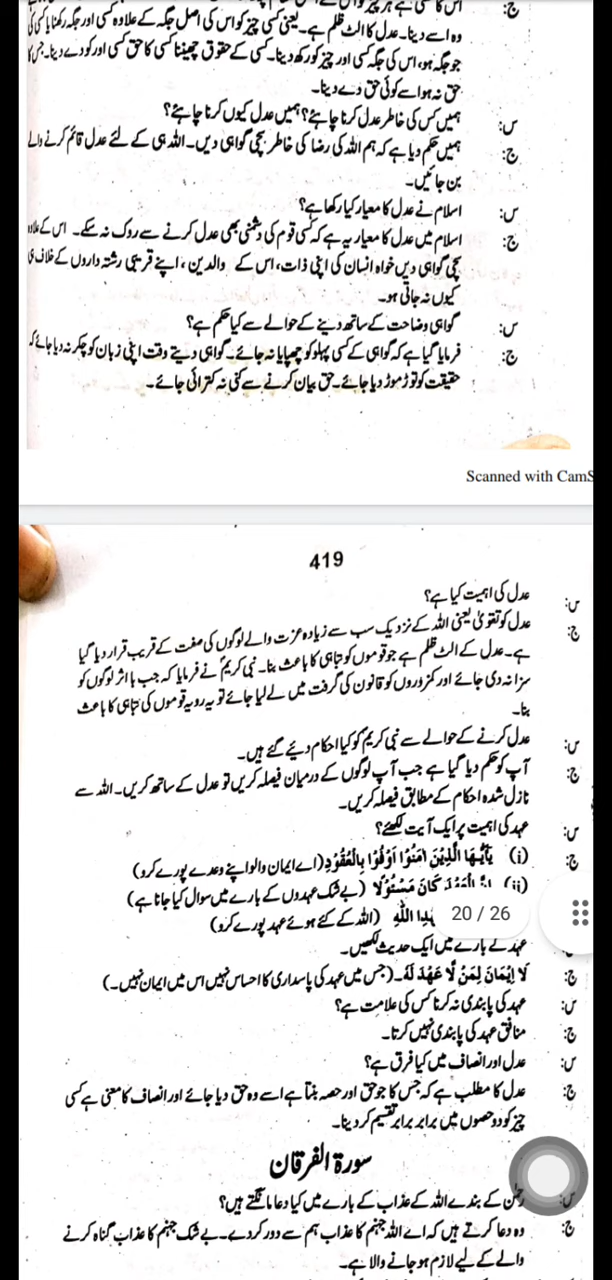 ج: اس کا
وہ اسے دینا۔ عدل کا الٹ ظلم ہے۔ یعنی کسی چیز کو اس کی اصل جگہ کے علاوہ کسی اور جگہ رکھنا یا کسی کی
جو جگہ ہو، اس کی جگہ کسی اور چیز کو رکھ دینا۔ کسی کے حقوق چھیننا کسی کا حق کسی اور کو دے دینا۔ جس کا
حق نہ ہو اسے کوئی حق دے دینا۔
س: ہمیں کس کی خاطر عدل کرنا چاہئے؟ ہمیں عدل کیوں کرنا چاہئے؟
ج: ہمیں حکم دیا ہے کہ ہم اللہ کی رضا کی خاطر سچی گواہی دیں۔ اللہ ہی کے لئے عدل قائم کرنے والے
بن جائیں۔
س: اسلام نے عدل کا معیار کیا رکھا ہے؟
ج: اسلام میں عدل کا معیار یہ ہے کہ کسی قوم کی دشمنی بھی عدل کرنے سے روک نہ سکے۔ اس کے علاوہ
سچی گواہی دیں خواہ انسان کی اپنی ذات، اس کے والدین، اپنے قریبی رشتہ داروں کے خلاف ہی
کیوں نہ جاتی ہو۔
س: گواہی وضاحت کے ساتھ دینے کے حوالے سے کیا حکم ہے؟
ج: فرمایا گیا ہے کہ گواہی کے کسی پہلو کو چھپایا نہ جائے۔ گواہی دیتے وقت اپنی زبان کو چکر نہ دیا جائے کہ
حقیقت کو توڑ موڑ دیا جائے۔ حق بیان کرنے سے کنی نہ کترائی جائے۔
Scanned with CamS
419
س: عدل کی اہمیت کیا ہے؟
ج: عدل کو تقویٰ یعنی اللہ کے نزدیک سب سے زیادہ عزت والے لوگوں کی صفت کے قریب قرار دیا گیا
ہے۔ عدل کے الٹ ظلم ہے جو قوموں کو تباہی کا باعث بنا۔ نبی کریمؐ نے فرمایا کہ جب با اثر لوگوں کو
سزا نہ دی جائے اور کمزوروں کو قانون کی گرفت میں لے لیا جائے تو یہ رویہ قوموں کی تباہی کا باعث
بنا۔
س: عدل کرنے کے حوالے سے نبی کریمؐ کو کیا احکام دیئے گئے ہیں۔
ج: آپ کو حکم دیا گیا ہے جب آپ لوگوں کے درمیان فیصلہ کریں تو عدل کے ساتھ کریں۔ اللہ سے
نازل شدہ احکام کے مطابق فیصلہ کریں۔
س: عہد کی اہمیت پر ایک آیت لکھئے؟
ج: (i) يٰٓاَيُّهَا الَّذِيْنَ اٰمَنُوْا اَوْفُوْا بِالْعُقُوْدِ (اے ایمان والو اپنے وعدے پورے کرو)
(ii) الْعَهْدَ كَانَ مَسْئُوْلًا (بے شک عہدوں کے بارے میں سوال کیا جانا ہے)
اللّٰهِ (اللہ کے کئے ہوئے عہد پورے کرو)
20 / 26
عہد کے بارے میں ایک حدیث لکھیں۔
ج: لَا اِيْمَانَ لِمَنْ لَّا عَهْدَ لَهٗ۔ (جس میں عہد کی پاسداری کا احساس نہیں اس میں ایمان نہیں۔)
س: عہد کی پابندی نہ کرنا کس کی علامت ہے؟
ج: منافق عہد کی پابندی نہیں کرتا۔
س: عدل اور انصاف میں کیا فرق ہے؟
ج: عدل کا مطلب ہے کہ جس کا جو حق اور حصہ بنتا ہے اسے وہ حق دیا جائے اور انصاف کا معنی ہے کسی
چیز کو دو حصوں میں برابر برابر تقسیم کر دینا۔
سورۃ الفرقان
س: رحمٰن کے بندے اللہ کے عذاب کے بارے میں کیا دعا مانگتے ہیں؟
ج: وہ دعا کرتے ہیں کہ اے اللہ جہنم کا عذاب ہم سے دور کر دے۔ بے شک جہنم کا عذاب گناہ کرنے
والے کے لیے لازم ہو جانے والا ہے۔